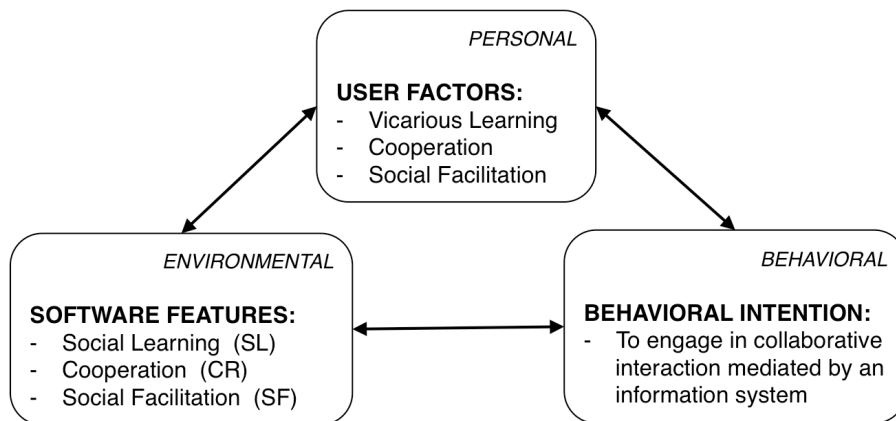 PERSONAL
USER FACTORS:
- Vicarious Learning
- Cooperation
- Social Facilitation
ENVIRONMENTAL
SOFTWARE FEATURES:
- Social Learning (SL)
- Cooperation (CR)
- Social Facilitation (SF)
BEHAVIORAL
BEHAVIORAL INTENTION:
- To engage in collaborative
interaction mediated by an
information system